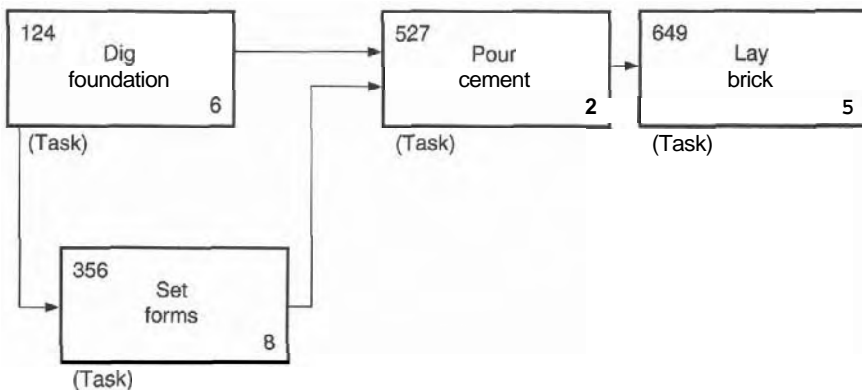 124
Dig
foundation
6
(Task)
527
Pour
cement
2
(Task)
649
Lay
brick
5
(Task)
356
Set
forms
8
(Task)